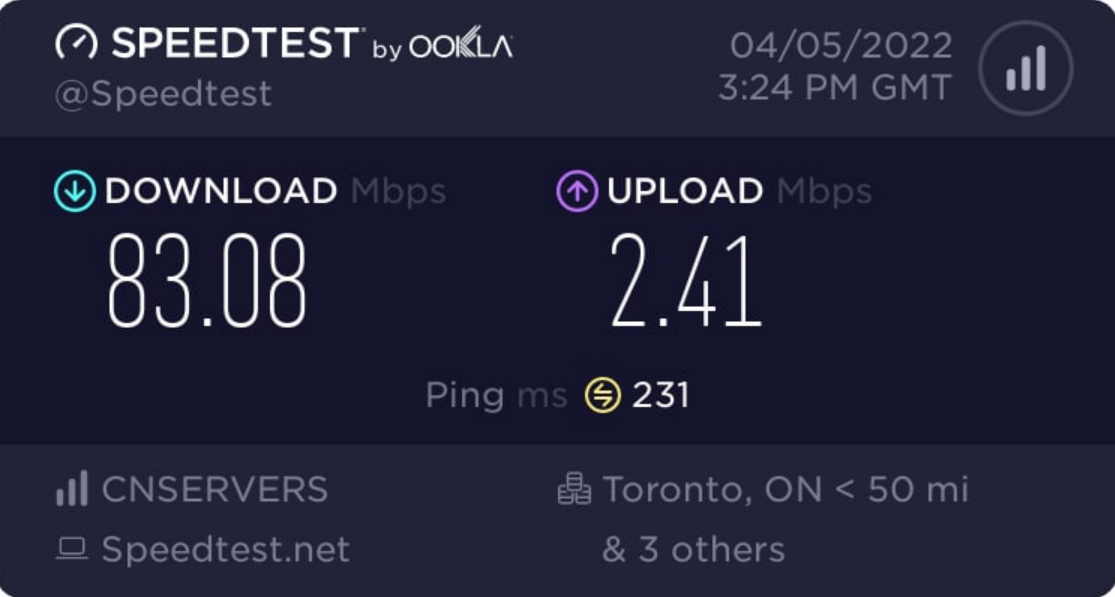 SPEEDTEST by OOKLA
@Speedtest
04/05/2022
3:24 PM GMT
DOWNLOAD Mbps
83.08
UPLOAD Mbps
2.41
Ping ms 231
CNSERVERS
Speedtest.net
Toronto, ON < 50 mi
& 3 others